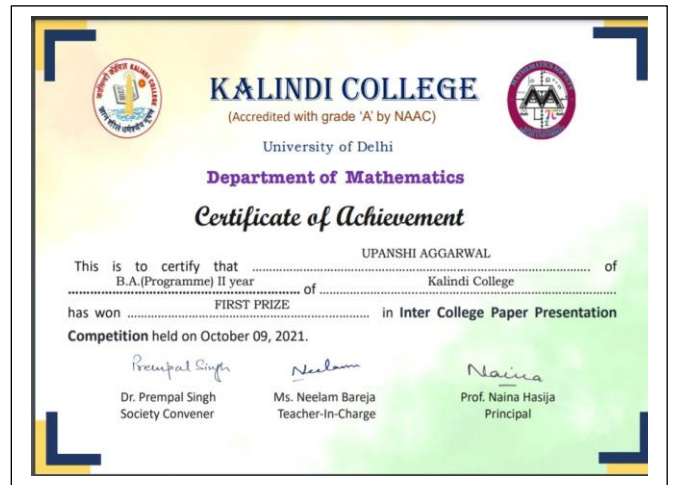 KALINDI COLLEGE
(Accredited with grade 'A' by NAAC)
University of Delhi
Department of Mathematics
Certificate of Achievement
This is to certify that UPANSHI AGGARWAL of
B.A.(Programme) II year of Kalindi College
has won FIRST PRIZE in Inter College Paper Presentation
Competition held on October 09, 2021.
Prempal Singh Neelam Naina
Dr. Prempal Singh Ms. Neelam Bareja Prof. Naina Hasija
Society Convener Teacher-In-Charge Principal